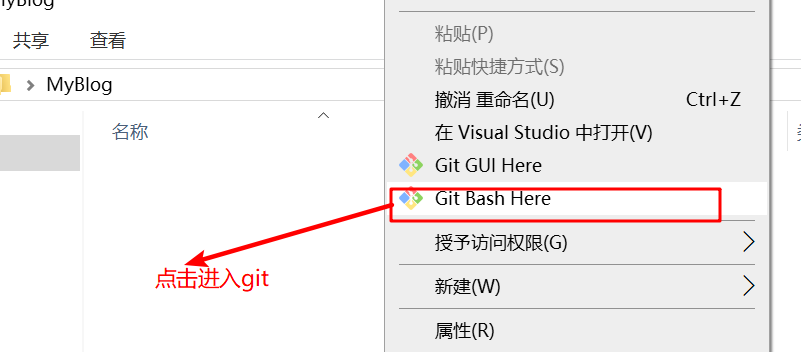 MyBlog
共享 查看
MyBlog
名称
粘贴(P)
粘贴快捷方式(S)
撤消 重命名(U) Ctrl+Z
在 Visual Studio 中打开(V)
Git GUI Here
Git Bash Here
授予访问权限(G)
新建(W)
属性(R)
点击进入git